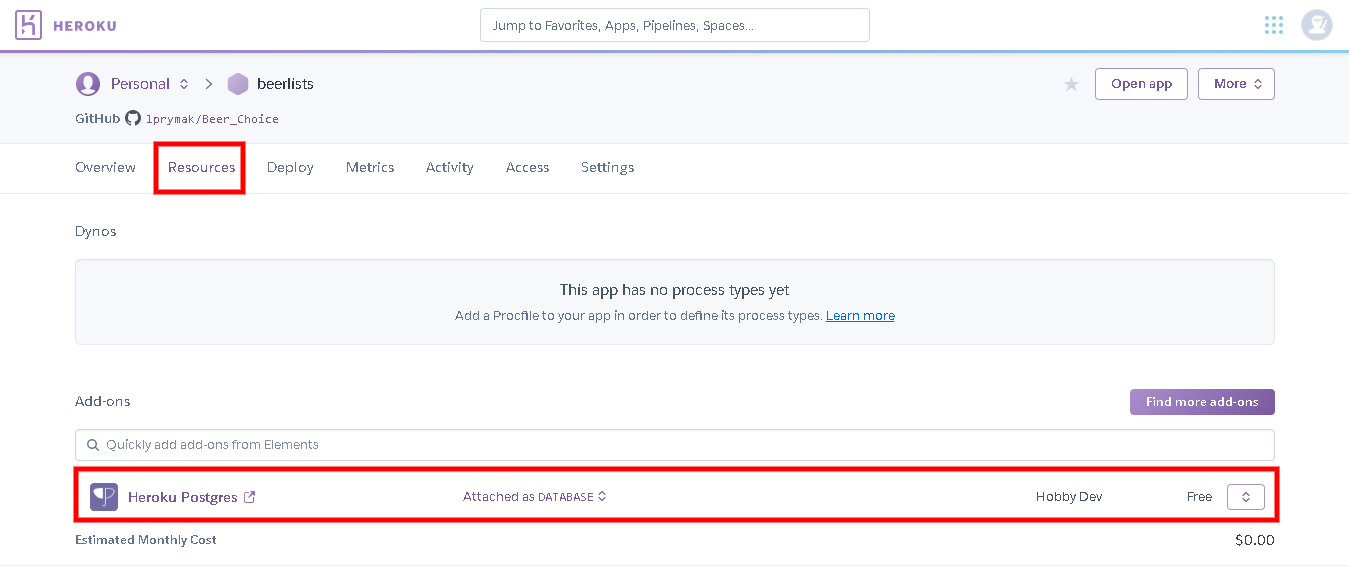 HEROKU
Jump to Favorites, Apps, Pipelines, Spaces...
Personal beerlists
Open app
More
GitHub lprymak/Beer_Choice
Overview Resources Deploy Metrics Activity Access Settings
Dynos
This app has no process types yet
Add a Procfile to your app in order to define its process types. Learn more
Add-ons
Find more add-ons
Quickly add add-ons from Elements
Heroku Postgres Attached as DATABASE Hobby Dev Free
Estimated Monthly Cost $0.00